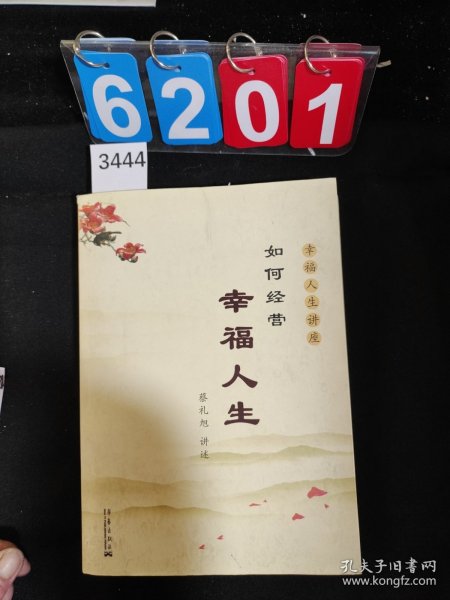 6201
3444
幸福人生讲座
如何经营
幸福人生
蔡礼旭 讲述
孔夫子旧书网
www.kongfz.com